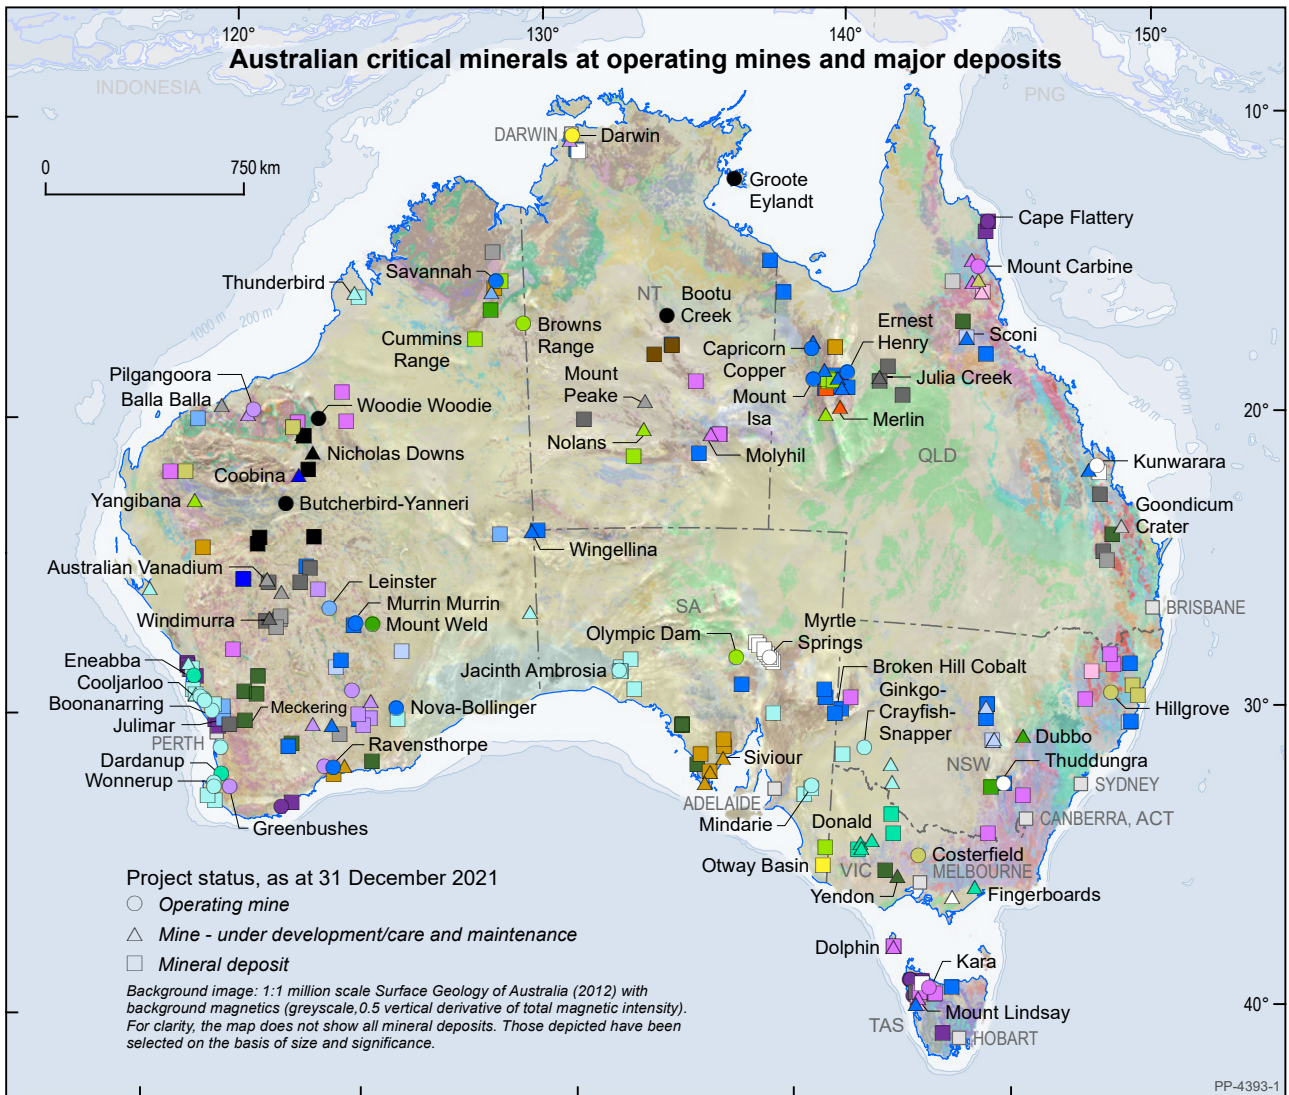 120°
130°
140°
150°
Australian critical minerals at operating mines and major deposits
INDONESIA
PNG
10°
DARWIN
Darwin
0
750 km
Groote
Eylandt
Cape Flattery
Savannah
Mount Carbine
Thunderbird
NT
Bootu
Creek
1000 m
200 m
Browns
Range
Ernest
Henry
Sconi
Cummins
Range
Capricorn
Copper
Pilgangoora
Mount
Peake
Julia Creek
Balla Balla
Woodie Woodie
Mount
Isa
Merlin
20°
1000 m
200 m
Nolans
Nicholas Downs
Molyhil
QLD
Kunwarara
Coobina
Yangibana
Butcherbird-Yanneri
Goondicum
Crater
Wingellina
Australian Vanadium
Leinster
Murrin Murrin
SA
BRISBANE
Windimurra
Mount Weld
Olympic Dam
Myrtle
Springs
Eneabba
Jacinth Ambrosia
Broken Hill Cobalt
Cooljarloo
Ginkgo-
Crayfish-
Snapper
Boonanarring
Meckering
Nova-Bollinger
Hillgrove
30°
Julimar
PERTH
Ravensthorpe
Dubbo
Dardanup
Siviour
NSW
Thuddungra
Wonnerup
SYDNEY
ADELAIDE
Mindarie
Donald
CANBERRA, ACT
Greenbushes
Otway Basin
VIC
Costerfield
MELBOURNE
Yendon
Fingerboards
Project status, as at 31 December 2021
Operating mine
Mine - under development/care and maintenance
Mineral deposit
Dolphin
Kara
Background image: 1:1 million scale Surface Geology of Australia (2012) with
background magnetics (greyscale,0.5 vertical derivative of total magnetic intensity).
For clarity, the map does not show all mineral deposits. Those depicted have been
selected on the basis of size and significance.
40°
Mount Lindsay
TAS
HOBART
PP-4393-1